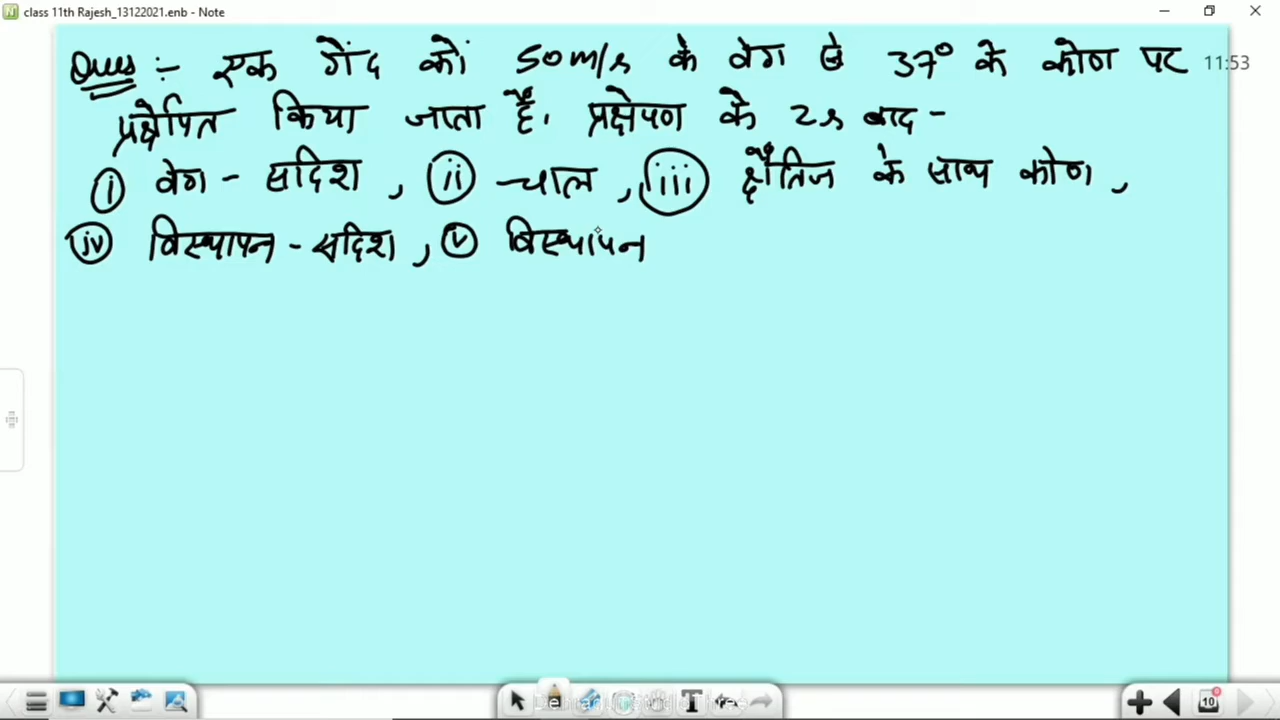 class 11th Rajesh_13122021.enb - Note
Ques :- एक गेंद को 50m/s के वेग से 37° के कोण पर
11:53
प्रक्षेपित किया जाता है। प्रक्षेपण के 2s बाद -
(i) वेग - सदिश, (ii) चाल, (iii) क्षैतिज के साथ कोण,
(iv) विस्थापन - सदिश, (v) विस्थापन
T
10